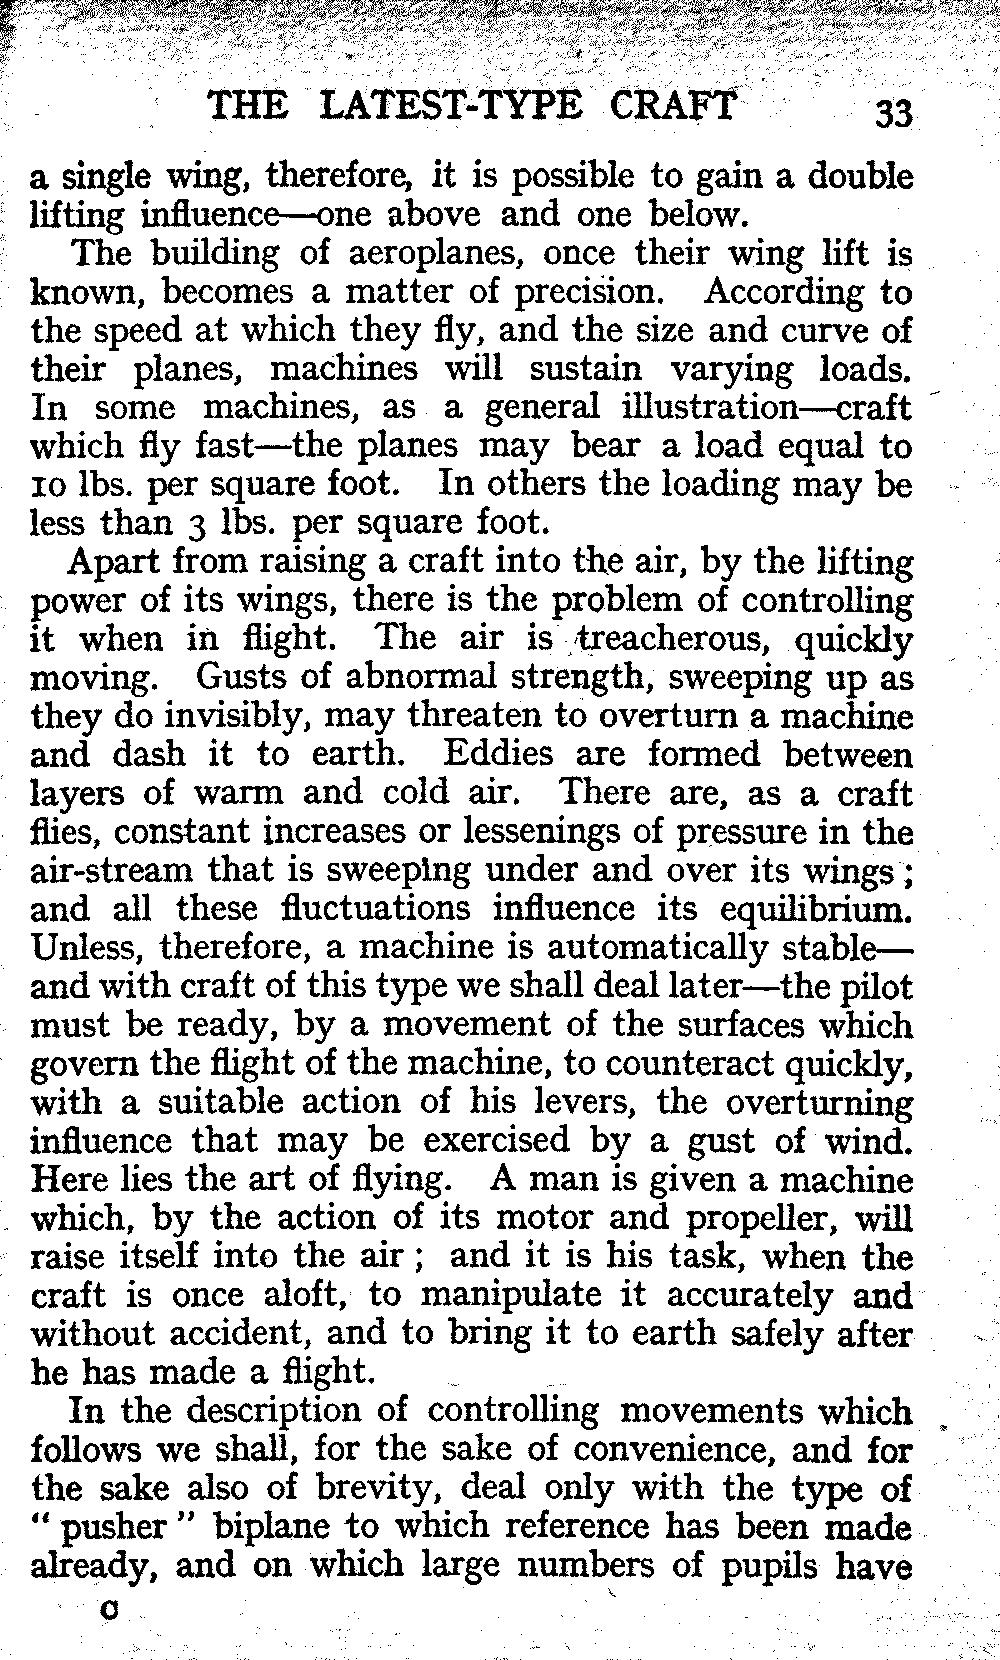 THE LATEST-TYPE CRAFT 33
a single wing, therefore, it is possible to gain a double
lifting influence—one above and one below.
The building of aeroplanes, once their wing lift is
known, becomes a matter of precision. According to
the speed at which they fly, and the size and curve of
their planes, machines will sustain varying loads.
In some machines, as a general illustration—craft
which fly fast—the planes may bear a load equal to
10 lbs. per square foot. In others the loading may be
less than 3 lbs. per square foot.
Apart from raising a craft into the air, by the lifting
power of its wings, there is the problem of controlling
it when in flight. The air is treacherous, quickly
moving. Gusts of abnormal strength, sweeping up as
they do invisibly, may threaten to overturn a machine
and dash it to earth. Eddies are formed between
layers of warm and cold air. There are, as a craft
flies, constant increases or lessenings of pressure in the
air-stream that is sweeping under and over its wings ;
and all these fluctuations influence its equilibrium.
Unless, therefore, a machine is automatically stable—
and with craft of this type we shall deal later—the pilot
must be ready, by a movement of the surfaces which
govern the flight of the machine, to counteract quickly,
with a suitable action of his levers, the overturning
influence that may be exercised by a gust of wind.
Here lies the art of flying. A man is given a machine
which, by the action of its motor and propeller, will
raise itself into the air ; and it is his task, when the
craft is once aloft, to manipulate it accurately and
without accident, and to bring it to earth safely after
he has made a flight.
In the description of controlling movements which
follows we shall, for the sake of convenience, and for
the sake also of brevity, deal only with the type of
“ pusher ” biplane to which reference has been made
already, and on which large numbers of pupils have
C